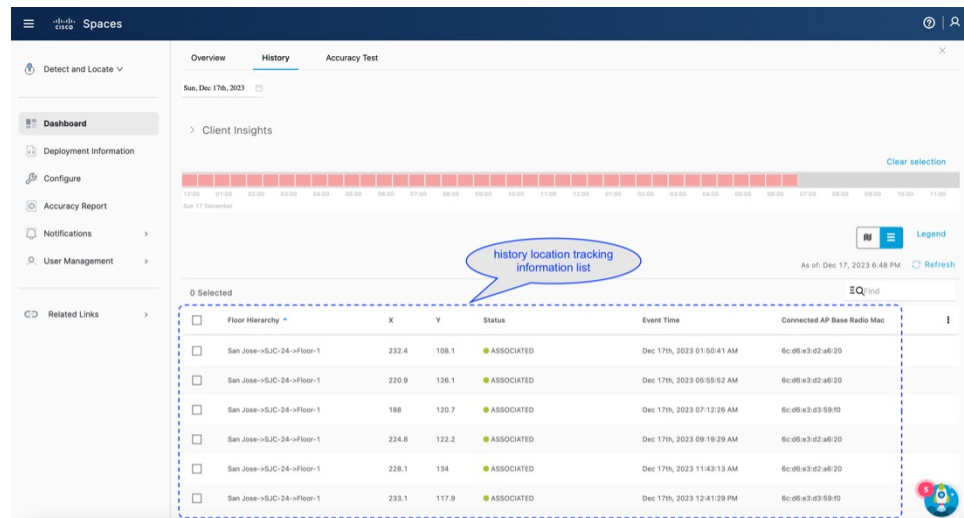 cisco Spaces
Detect and Locate
Dashboard
Deployment Information
Configure
Accuracy Report
Notifications
User Management
Related Links
Overview History Accuracy Test
Sun, Dec 17th, 2023
Client Insights
Clear selection
12:00 01:00 02:00 03:00 04:00 05:00 06:00 07:00 08:00 09:00 10:00 11:00 12:00 01:00 02:00 03:00 04:00 05:00 06:00 07:00 08:00 09:00 10:00 11:00
Sun 17 December
Legend
history location tracking
information list
As of: Dec 17, 2023 6:48 PM Refresh
0 Selected
Find
Floor Hierarchy X Y Status Event Time Connected AP Base Radio Mac
San Jose->SJC-24->Floor-1 232.4 108.1 ASSOCIATED Dec 17th, 2023 01:50:41 AM 6c:d6:e3:d2:a6:20
San Jose->SJC-24->Floor-1 220.9 126.1 ASSOCIATED Dec 17th, 2023 05:55:52 AM 6c:d6:e3:d2:a6:20
San Jose->SJC-24->Floor-1 188 120.7 ASSOCIATED Dec 17th, 2023 07:12:26 AM 6c:d6:e3:d3:59:f0
San Jose->SJC-24->Floor-1 224.8 122.2 ASSOCIATED Dec 17th, 2023 09:19:29 AM 6c:d6:e3:d2:a6:20
San Jose->SJC-24->Floor-1 228.1 134 ASSOCIATED Dec 17th, 2023 11:43:13 AM 6c:d6:e3:d2:a6:20
San Jose->SJC-24->Floor-1 233.1 117.9 ASSOCIATED Dec 17th, 2023 12:41:29 PM 6c:d6:e3:d3:59:f0
5